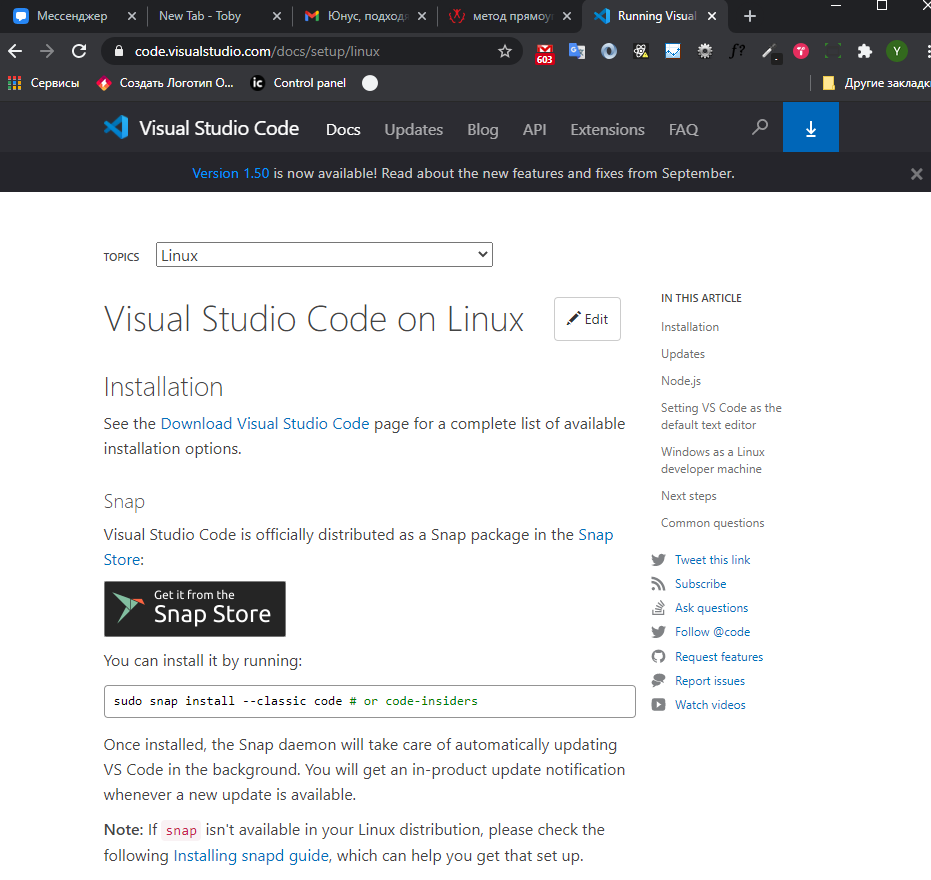 Мессенджер
New Tab - Toby
Юнус, подходя
метод прямоу
Running Visual
code.visualstudio.com/docs/setup/linux
603
f?
Y
Сервисы
Создать Логотип О...
ic
Control panel
Другие закладки
Visual Studio Code
Docs
Updates
Blog
API
Extensions
FAQ
Version 1.50 is now available! Read about the new features and fixes from September.
TOPICS
Linux
Visual Studio Code on Linux
Edit
Installation
See the Download Visual Studio Code page for a complete list of available
installation options.
Snap
Visual Studio Code is officially distributed as a Snap package in the Snap
Store:
Get it from the
Snap Store
You can install it by running:
sudo snap install --classic code # or code-insiders
Once installed, the Snap daemon will take care of automatically updating
VS Code in the background. You will get an in-product update notification
whenever a new update is available.
Note: If snap isn't available in your Linux distribution, please check the
following Installing snapd guide, which can help you get that set up.
IN THIS ARTICLE
Installation
Updates
Node.js
Setting VS Code as the
default text editor
Windows as a Linux
developer machine
Next steps
Common questions
Tweet this link
Subscribe
Ask questions
Follow @code
Request features
Report issues
Watch videos